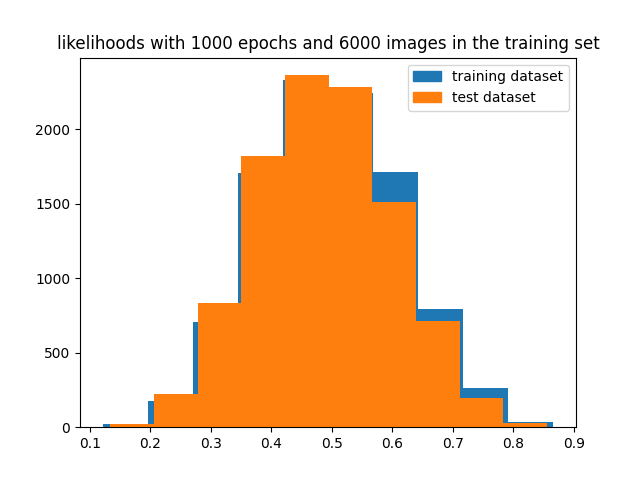 likelihoods with 1000 epochs and 6000 images in the training set
training dataset
test dataset
2000
1500
1000
500
0
0.1 0.2 0.3 0.4 0.5 0.6 0.7 0.8 0.9